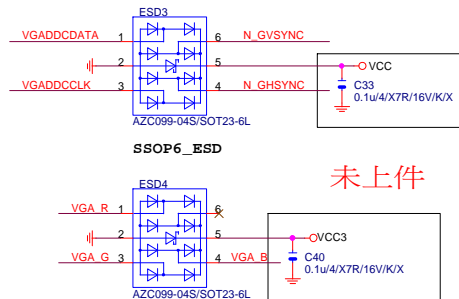 ESD3
VGADDCDATA 1 6 N_GVSYNC
2 5 VCC
VGADDCCLK 3 4 N_GHSYNC
C33
0.1u/4/X7R/16V/K/X
AZC099-04S/SOT23-6L
SSOP6_ESD
未上件
ESD4
VGA_R 1 6
2 5 VCC3
VGA_G 3 4 VGA_B
C40
0.1u/4/X7R/16V/K/X
AZC099-04S/SOT23-6L